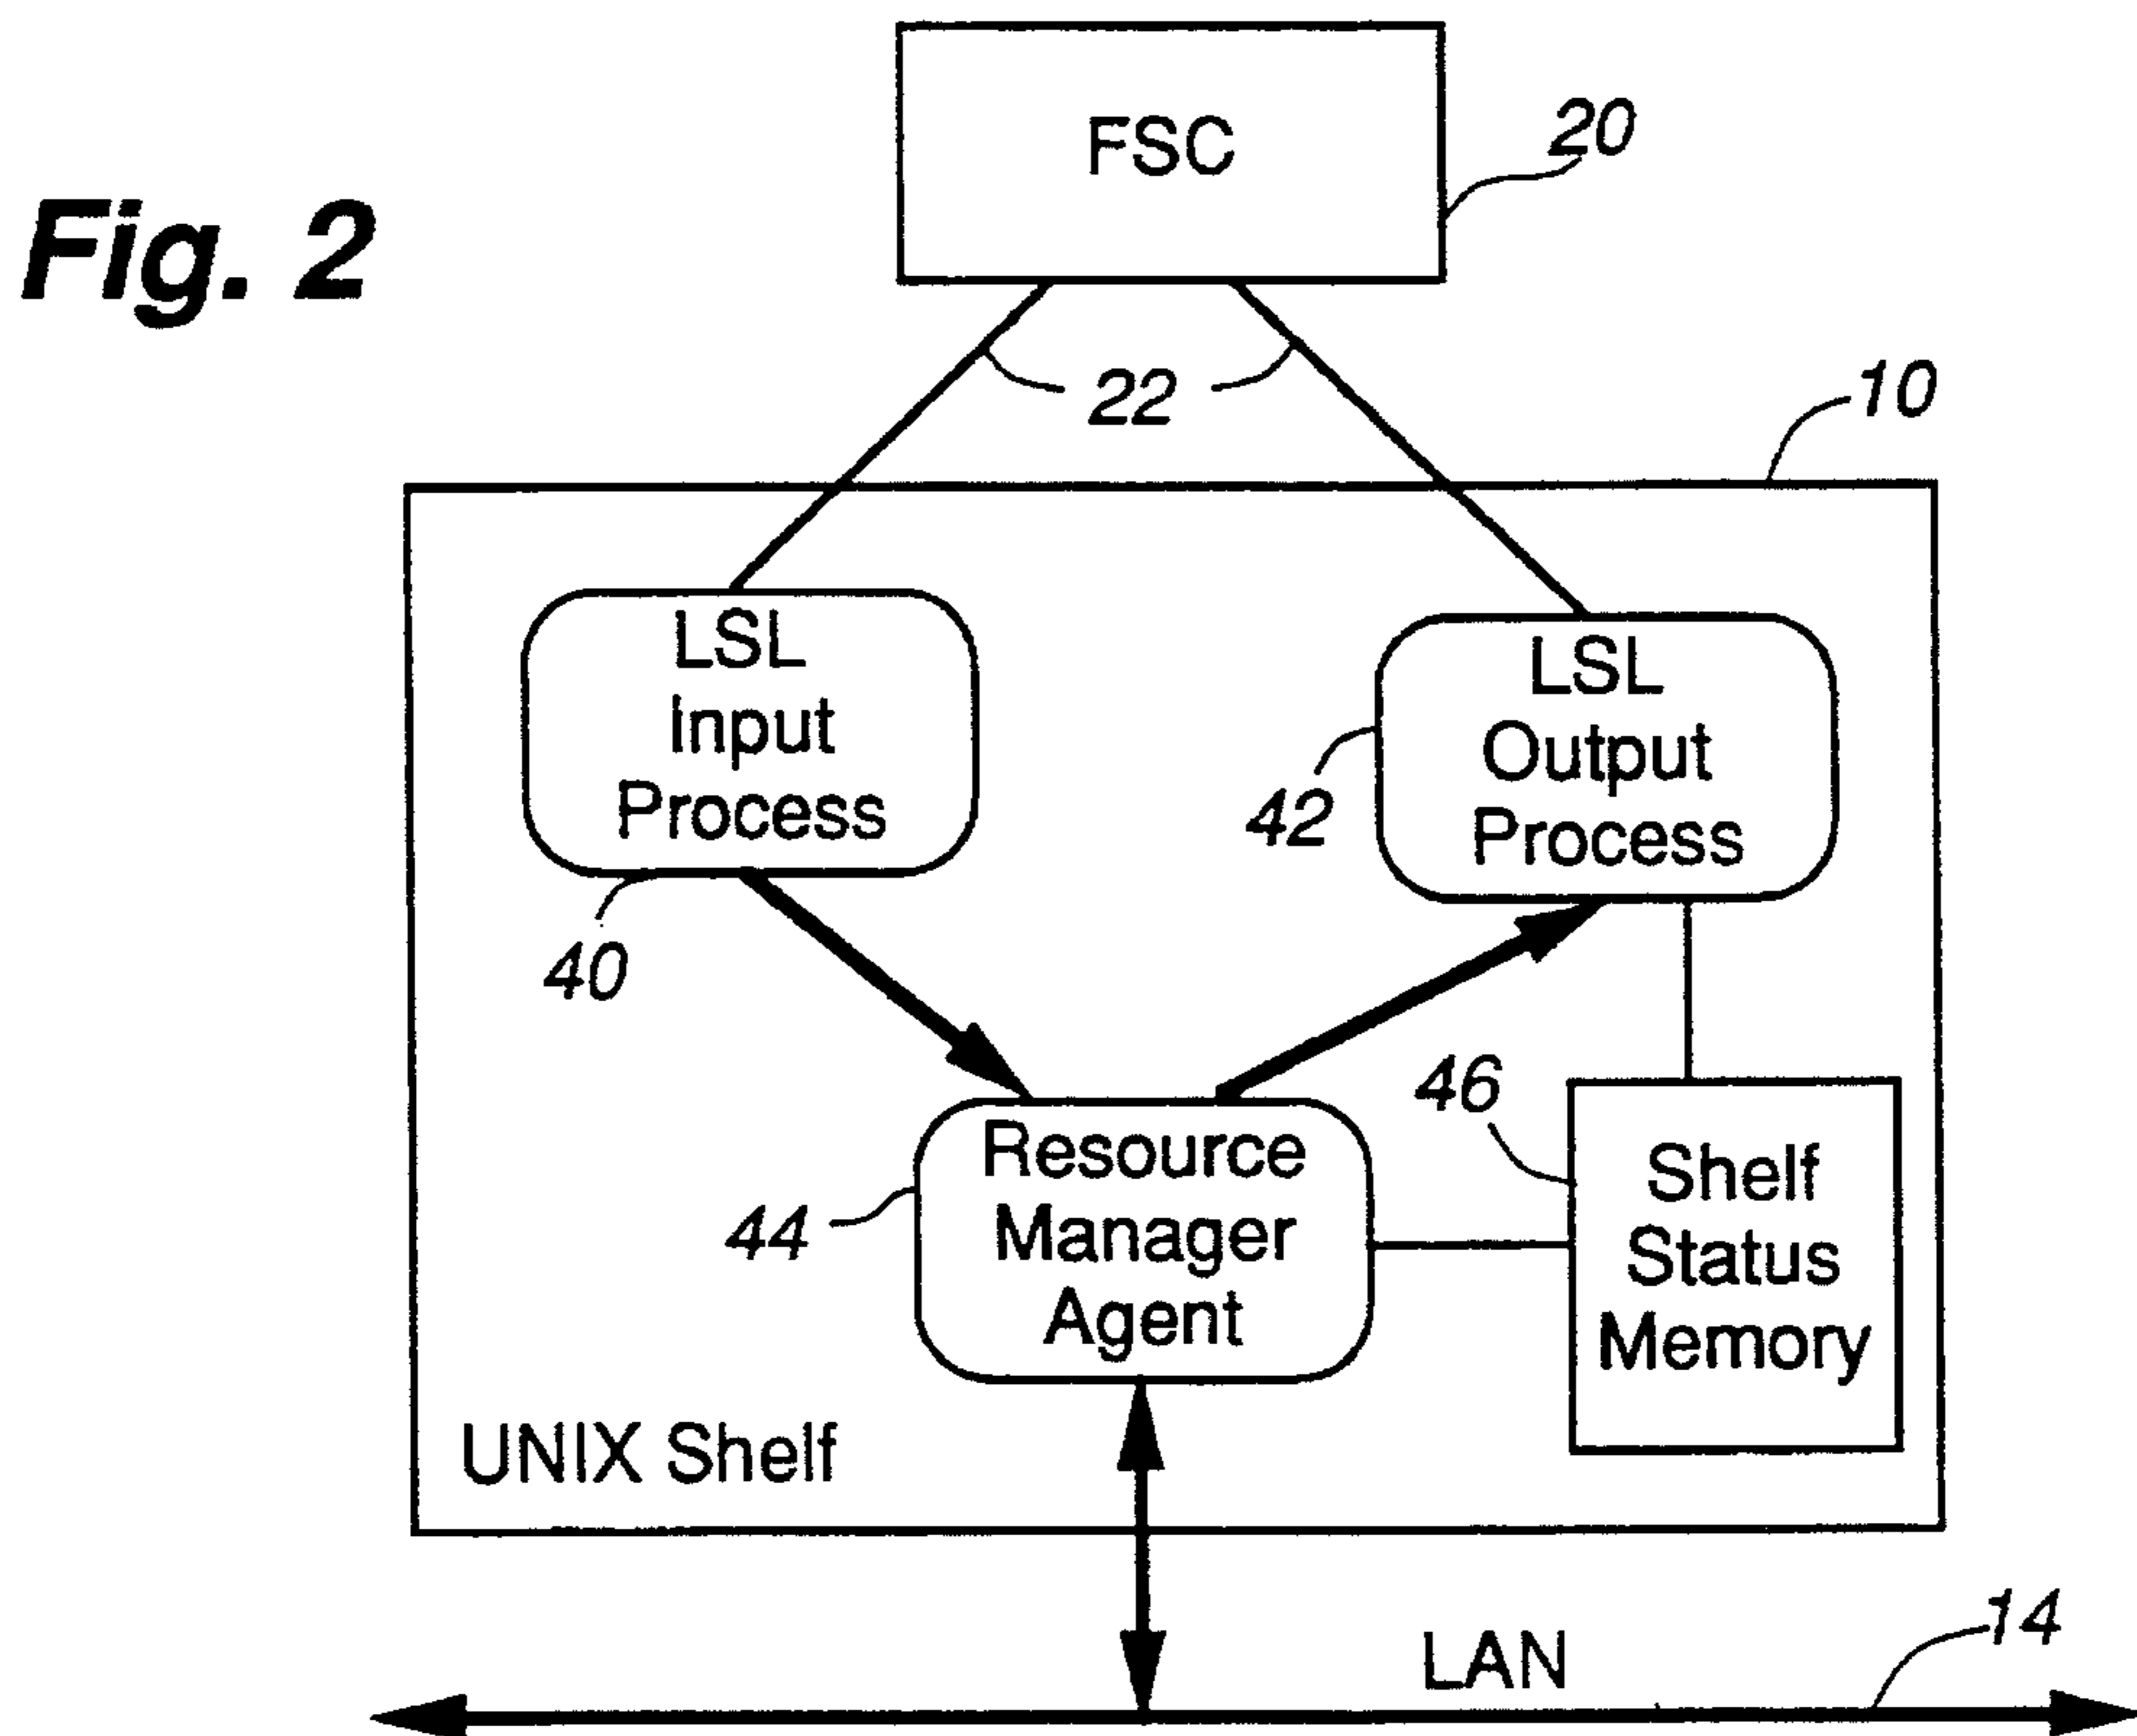 Fig. 2
FSC
20
22
10
LSL
Input
Process
40
LSL
Output
Process
42
Resource
Manager
Agent
44
46
Shelf
Status
Memory
UNIX Shelf
LAN
14